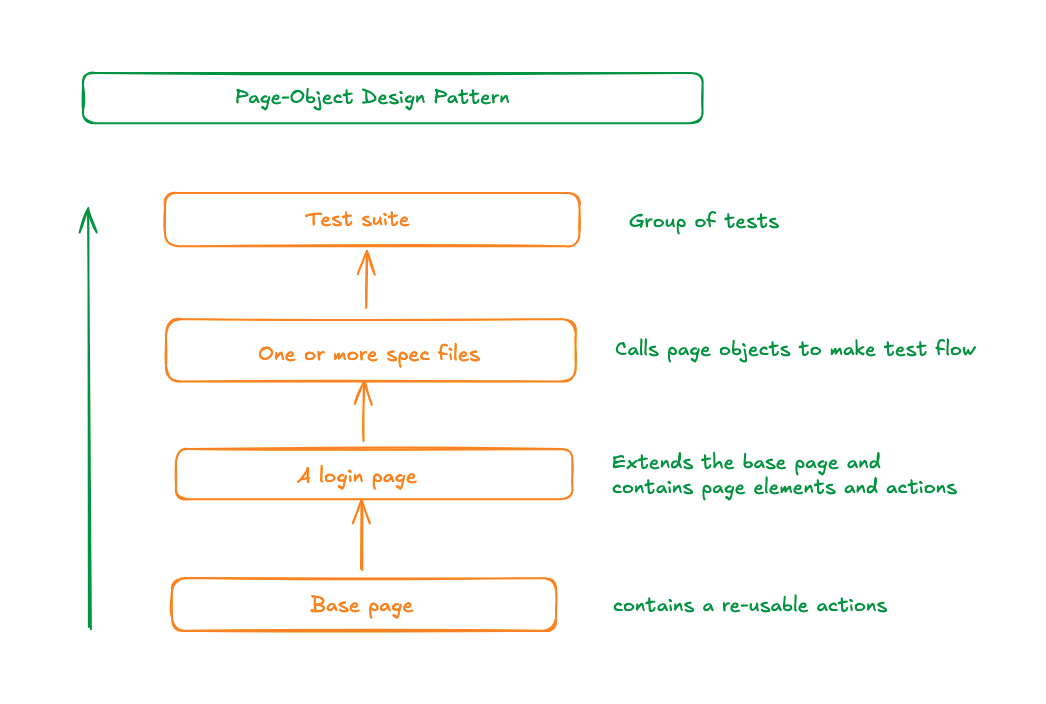 Page-Object Design Pattern
Test suite
Group of tests
One or more spec files
Calls page objects to make test flow
A login page
Extends the base page and
contains page elements and actions
Base page
contains a re-usable actions